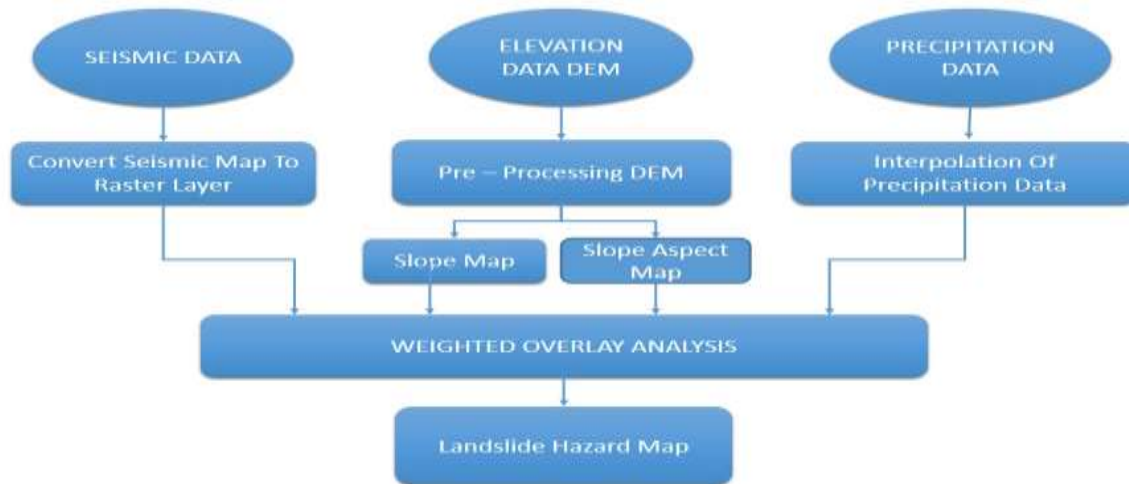 SEISMIC DATA
ELEVATION
DATA DEM
PRECIPITATION
DATA
Convert Seismic Map To
Raster Layer
Pre – Processing DEM
Interpolation Of
Precipitation Data
Slope Map
Slope Aspect
Map
WEIGHTED OVERLAY ANALYSIS
Landslide Hazard Map